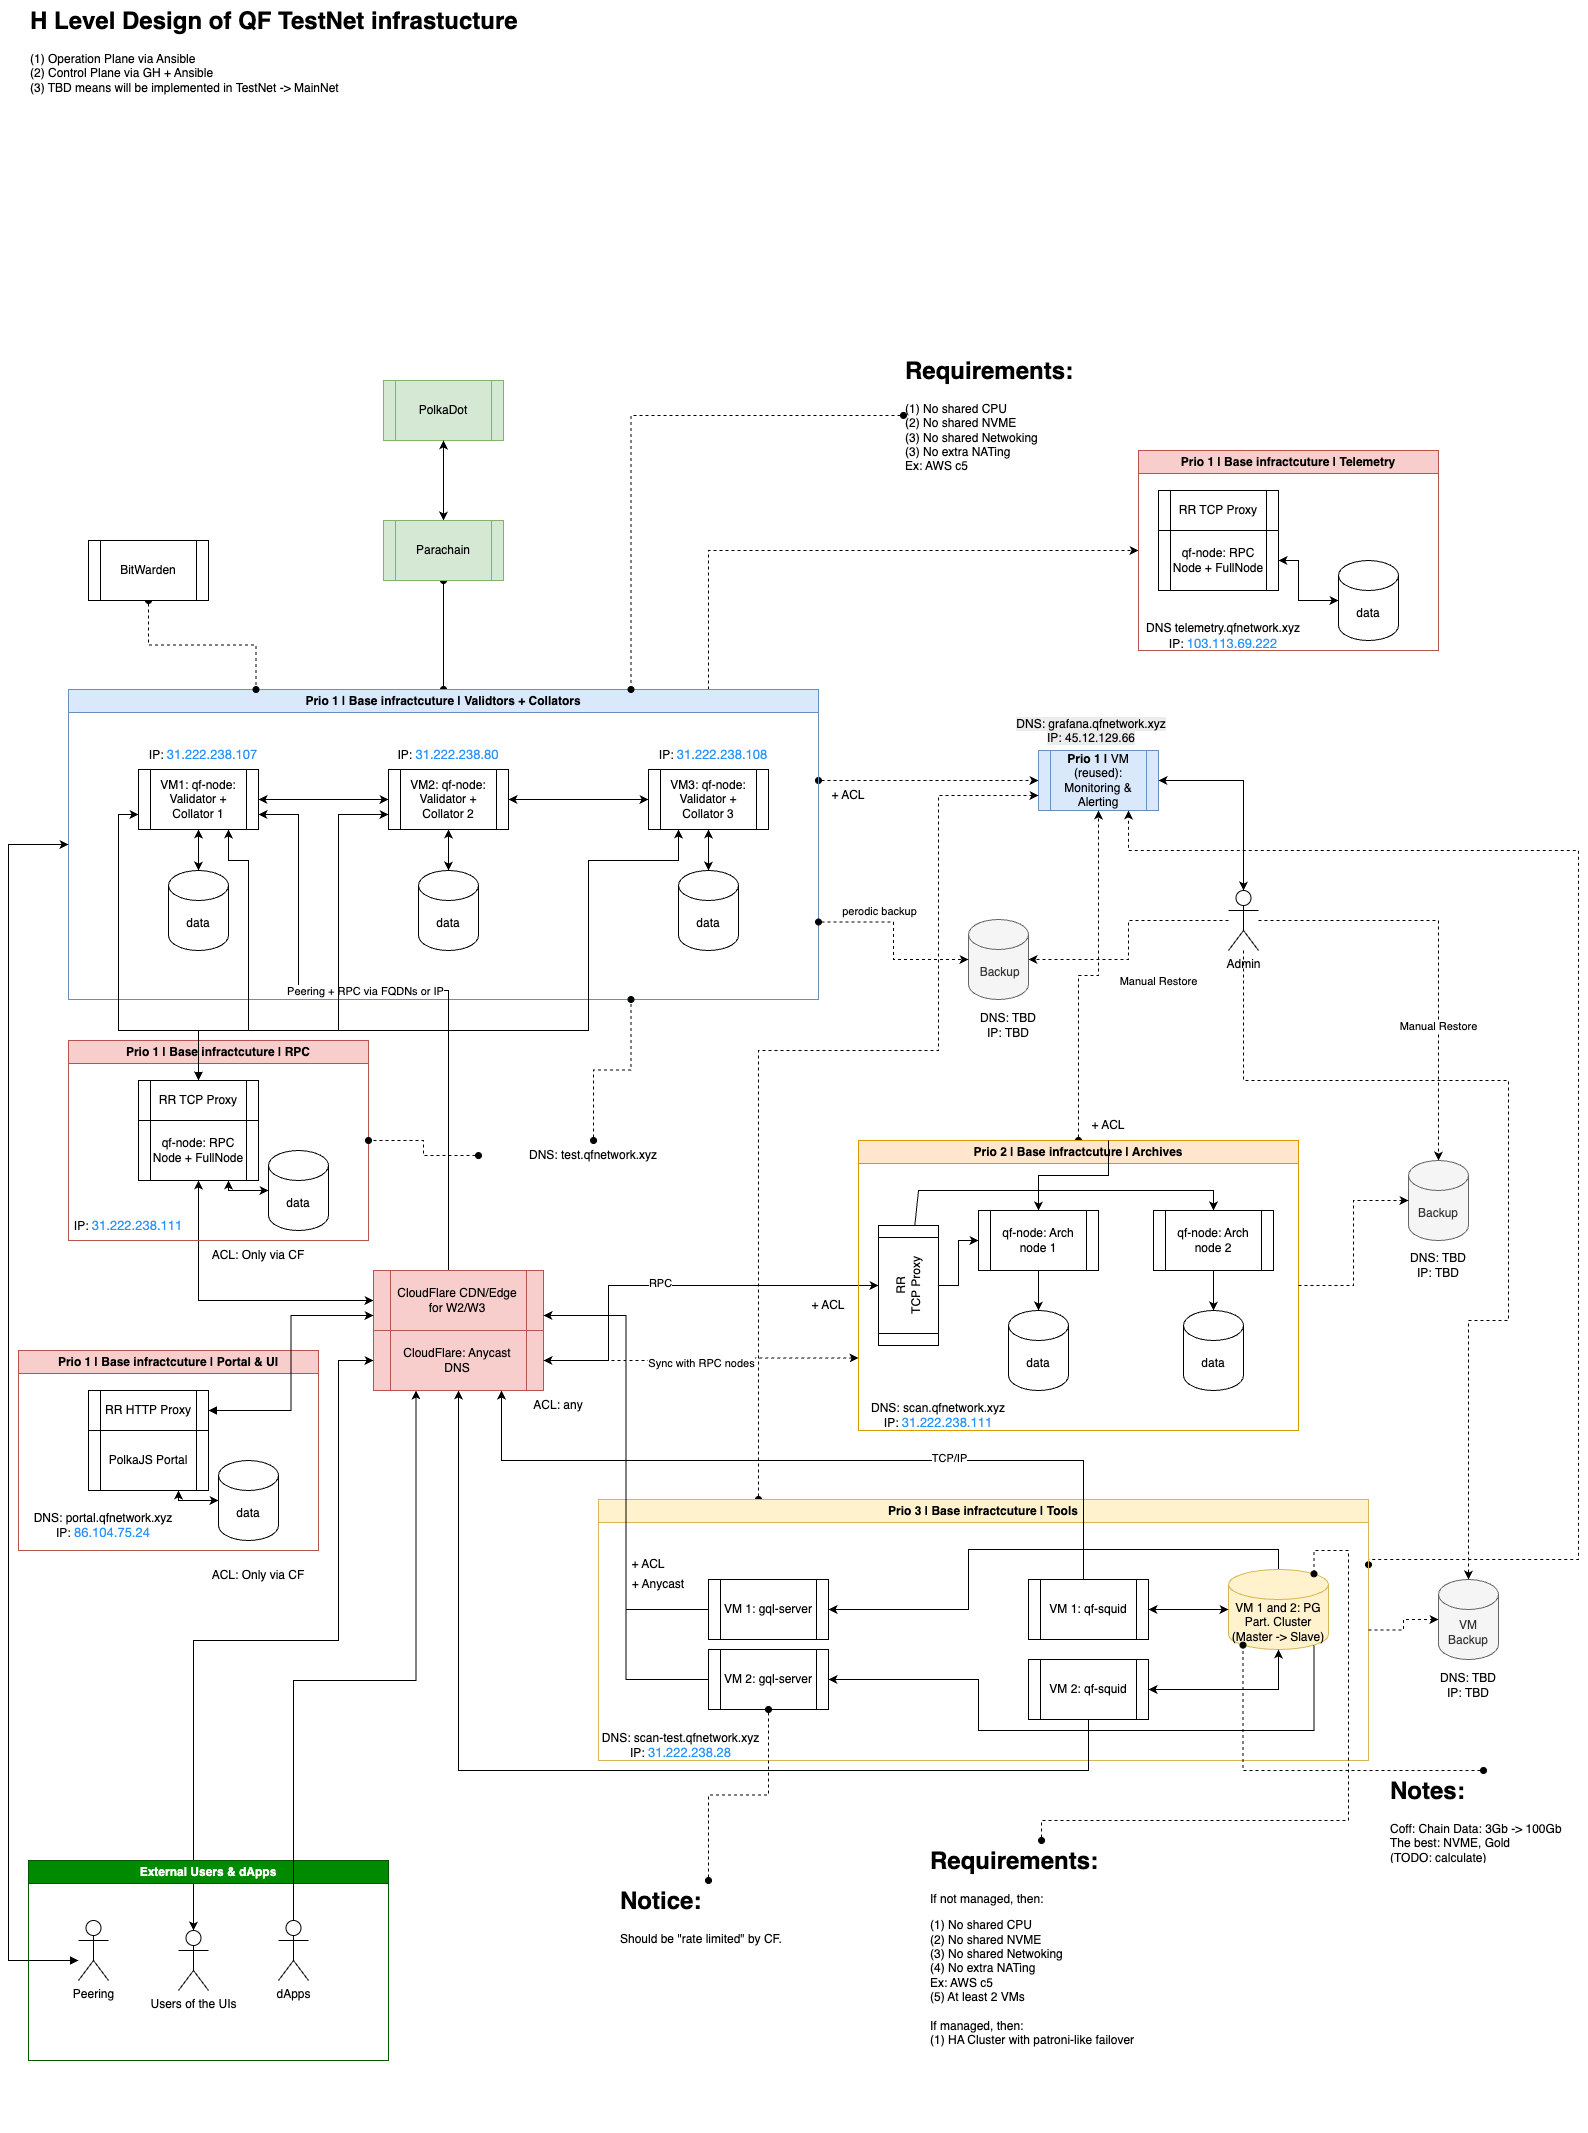 H Level Design of QF TestNet infrastucture
(1) Operation Plane via Ansible
(2) Control Plane via GH + Ansible
(3) TBD means will be implemented in TestNet -> MainNet
Requirements:
(1) No shared CPU
(2) No shared NVME
(3) No shared Netwoking
(3) No extra NATing
Ex: AWS c5
PolkaDot
Parachain
BitWarden
Prio 1 | Base infractcuture | Telemetry
RR TCP Proxy
qf-node: RPC
Node + FullNode
data
DNS telemetry.qfnetwork.xyz
IP: 103.113.69.222
Prio 1 | Base infractcuture | Validtors + Collators
IP: 31.222.238.107
IP: 31.222.238.80
IP: 31.222.238.108
VM1: qf-node:
Validator +
Collator 1
VM2: qf-node:
Validator +
Collator 2
VM3: qf-node:
Validator +
Collator 3
data
data
data
Peering + RPC via FQDNs or IP
DNS: grafana.qfnetwork.xyz
IP: 45.12.129.66
Prio 1 | VM
(reused):
Monitoring &
Alerting
+ ACL
perodic backup
Backup
DNS: TBD
IP: TBD
Admin
Manual Restore
Manual Restore
Prio 1 | Base infractcuture | RPC
RR TCP Proxy
qf-node: RPC
Node + FullNode
data
IP: 31.222.238.111
ACL: Only via CF
DNS: test.qfnetwork.xyz
+ ACL
Prio 2 | Base infractcuture | Archives
RR
TCP Proxy
qf-node: Arch
node 1
qf-node: Arch
node 2
data
data
DNS: scan.qfnetwork.xyz
IP: 31.222.238.111
Backup
DNS: TBD
IP: TBD
CloudFlare CDN/Edge
for W2/W3
CloudFlare: Anycast
DNS
RPC
+ ACL
Sync with RPC nodes
ACL: any
TCP/IP
Prio 1 | Base infractcuture | Portal & UI
RR HTTP Proxy
PolkaJS Portal
data
DNS: portal.qfnetwork.xyz
IP: 86.104.75.24
ACL: Only via CF
Prio 3 | Base infractcuture | Tools
+ ACL
+ Anycast
VM 1: gql-server
VM 1: qf-squid
VM 1 and 2: PG
Part. Cluster
(Master -> Slave)
VM 2: gql-server
VM 2: qf-squid
DNS: scan-test.qfnetwork.xyz
IP: 31.222.238.28
VM
Backup
DNS: TBD
IP: TBD
Notes:
Coff: Chain Data: 3Gb -> 100Gb
The best: NVME, Gold
(TODO: calculate)
External Users & dApps
Peering
Users of the UIs
dApps
Notice:
Should be "rate limited" by CF.
Requirements:
If not managed, then:
(1) No shared CPU
(2) No shared NVME
(3) No shared Netwoking
(4) No extra NATing
Ex: AWS c5
(5) At least 2 VMs
If managed, then:
(1) HA Cluster with patroni-like failover